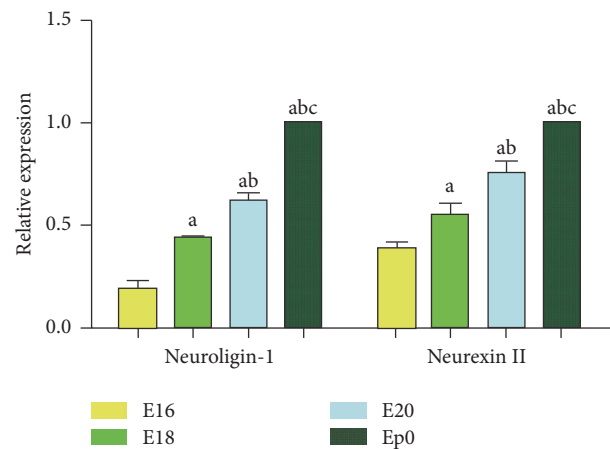 1.5
abc
abc
1.0
ab
ab
a
a
0.5
0.0
Relative expression
Neuroligin-1
Neurexin II
E16
E20
E18
Ep0